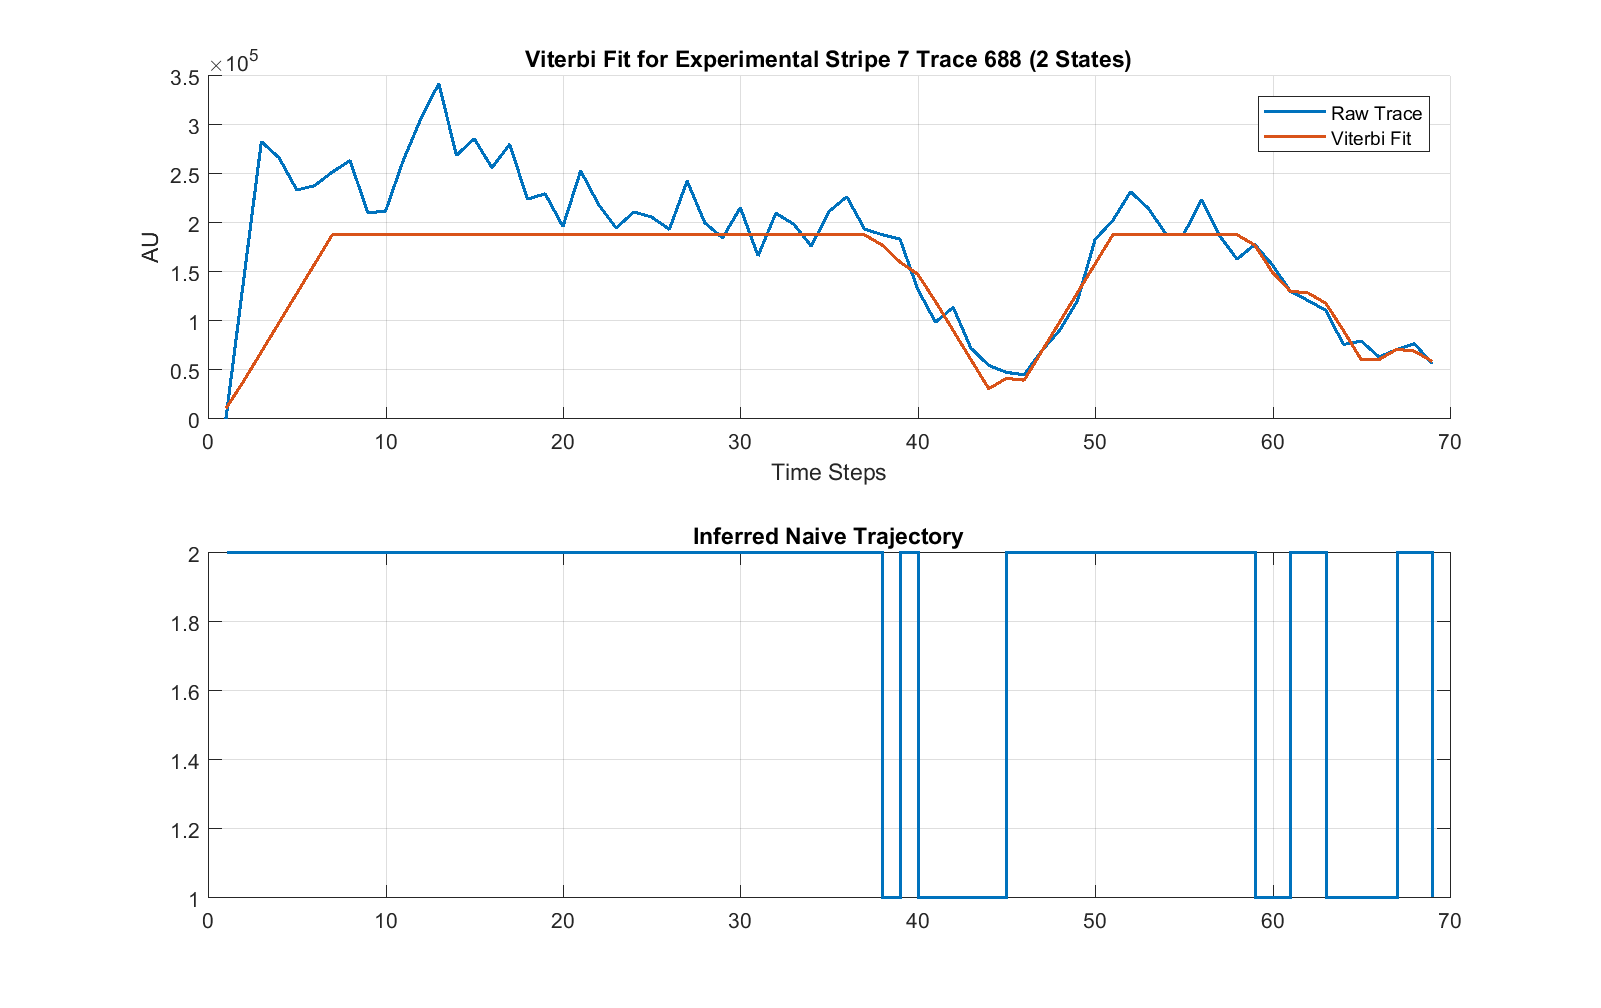 Viterbi Fit for Experimental Stripe 7 Trace 688 (2 States)
×10^5
3.5
3
2.5
2
1.5
1
0.5
0
AU
Raw Trace
Viterbi Fit
0 10 20 30 40 50 60 70
Time Steps
Inferred Naive Trajectory
2
1.8
1.6
1.4
1.2
1
0 10 20 30 40 50 60 70